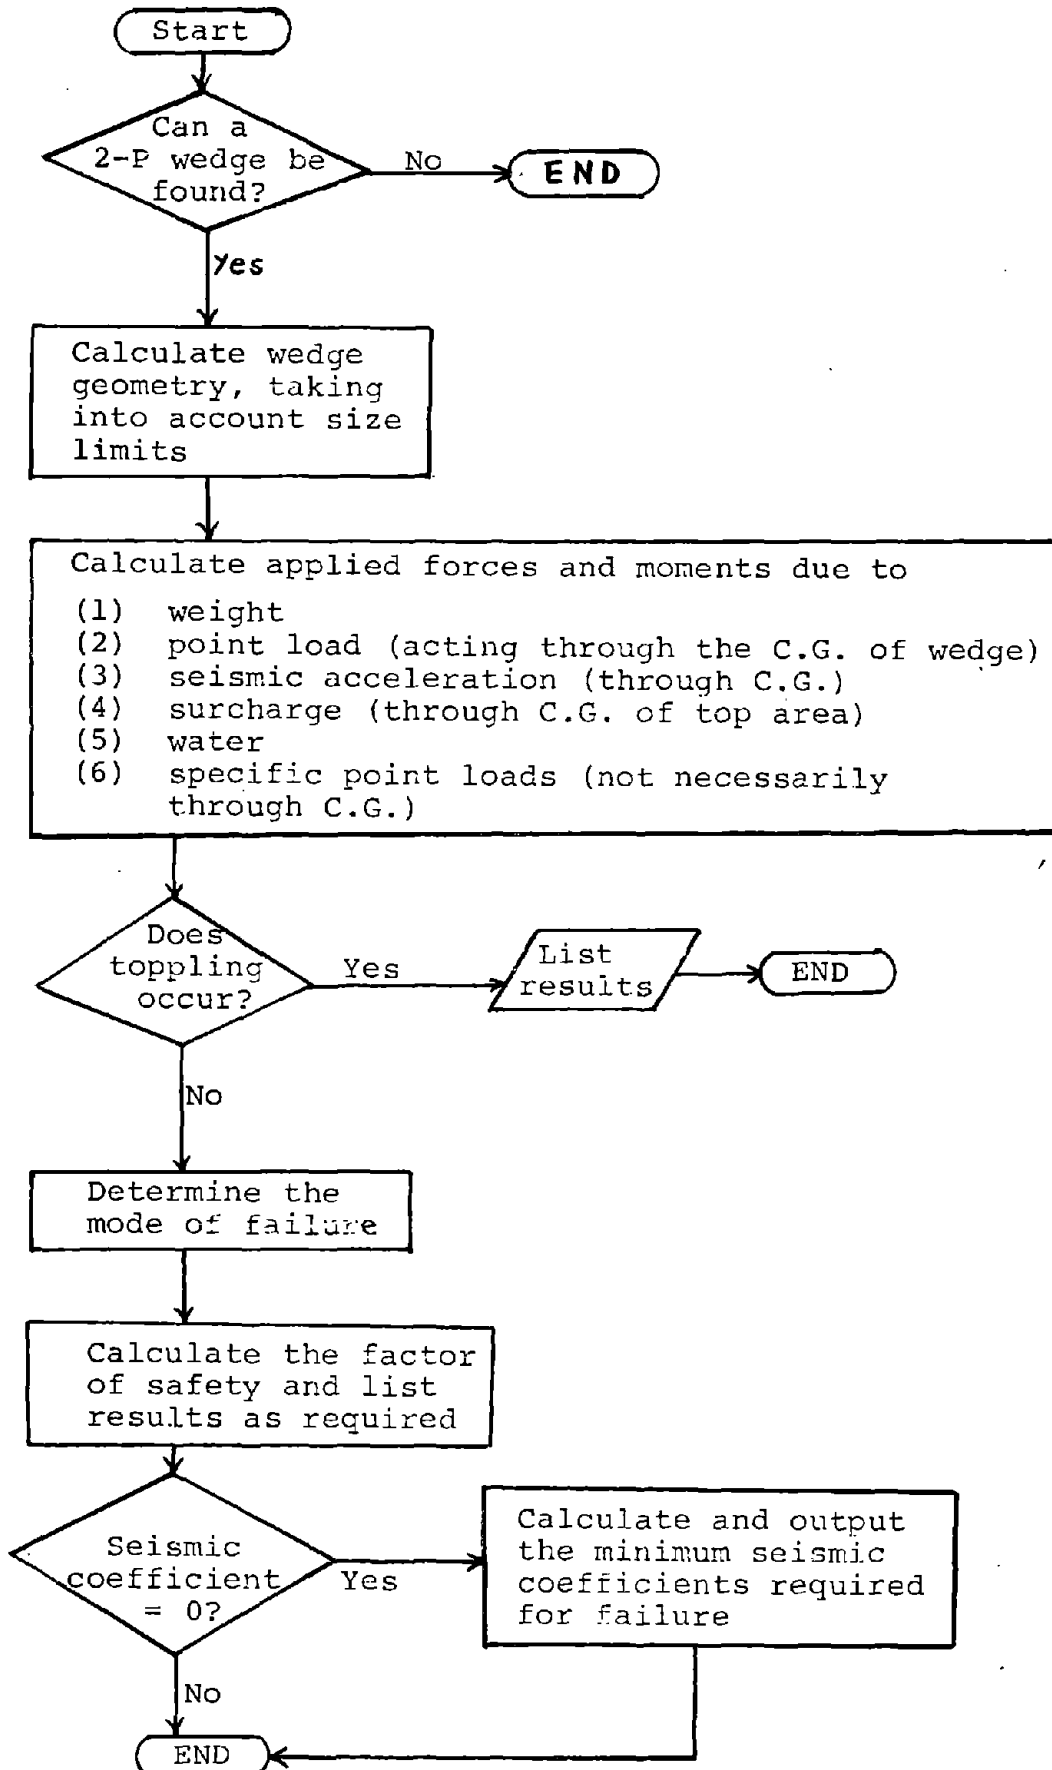 Start
Can a
2-P wedge be
found?
No
END
Yes
Calculate wedge
geometry, taking
into account size
limits
Calculate applied forces and moments due to
(1) weight
(2) point load (acting through the C.G. of wedge)
(3) seismic acceleration (through C.G.)
(4) surcharge (through C.G. of top area)
(5) water
(6) specific point loads (not necessarily
through C.G.)
Does
toppling
occur?
Yes
List
results
END
No
Determine the
mode of failure
Calculate the factor
of safety and list
results as required
Seismic
coefficient
= 0?
Yes
Calculate and output
the minimum seismic
coefficients required
for failure
No
END